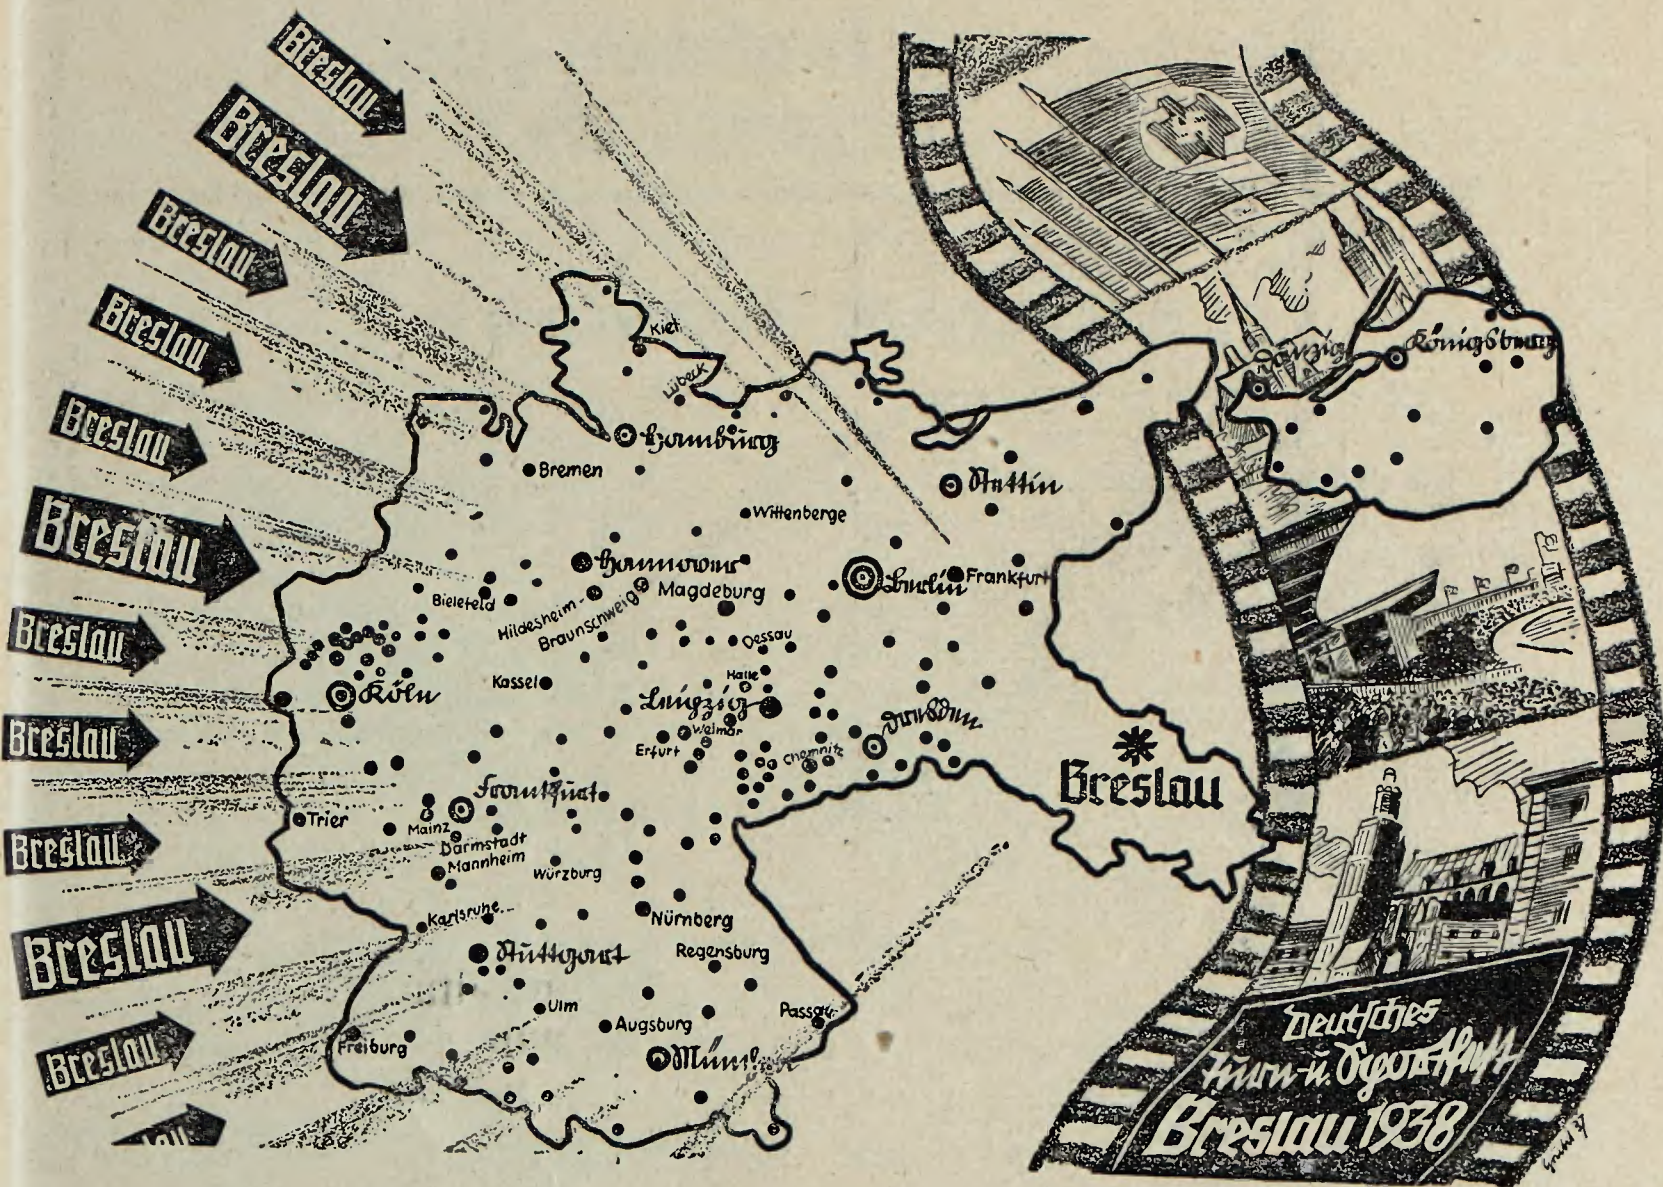 Breslau
Breslau
Breslau
Breslau
Breslau
Breslau
Breslau
Breslau
Breslau
Breslau
Breslau
Kiel
Lübeck
Danzig
Königsberg
Hamburg
Bremen
Stettin
Wittenberge
Hannover
Berlin
Frankfurt
Bielefeld
Hildesheim
Braunschweig
Magdeburg
Dessau
Kassel
Halle
Köln
Leipzig
Weimar
Erfurt
Dresden
Chemnitz
Breslau
Frankfurt
Trier
Mainz
Darmstadt
Mannheim
Würzburg
Karlsruhe
Nürnberg
Stuttgart
Regensburg
Ulm
Augsburg
Passau
Freiburg
Münch
Deutsches
Turn- u. Sportfest
Breslau 1938